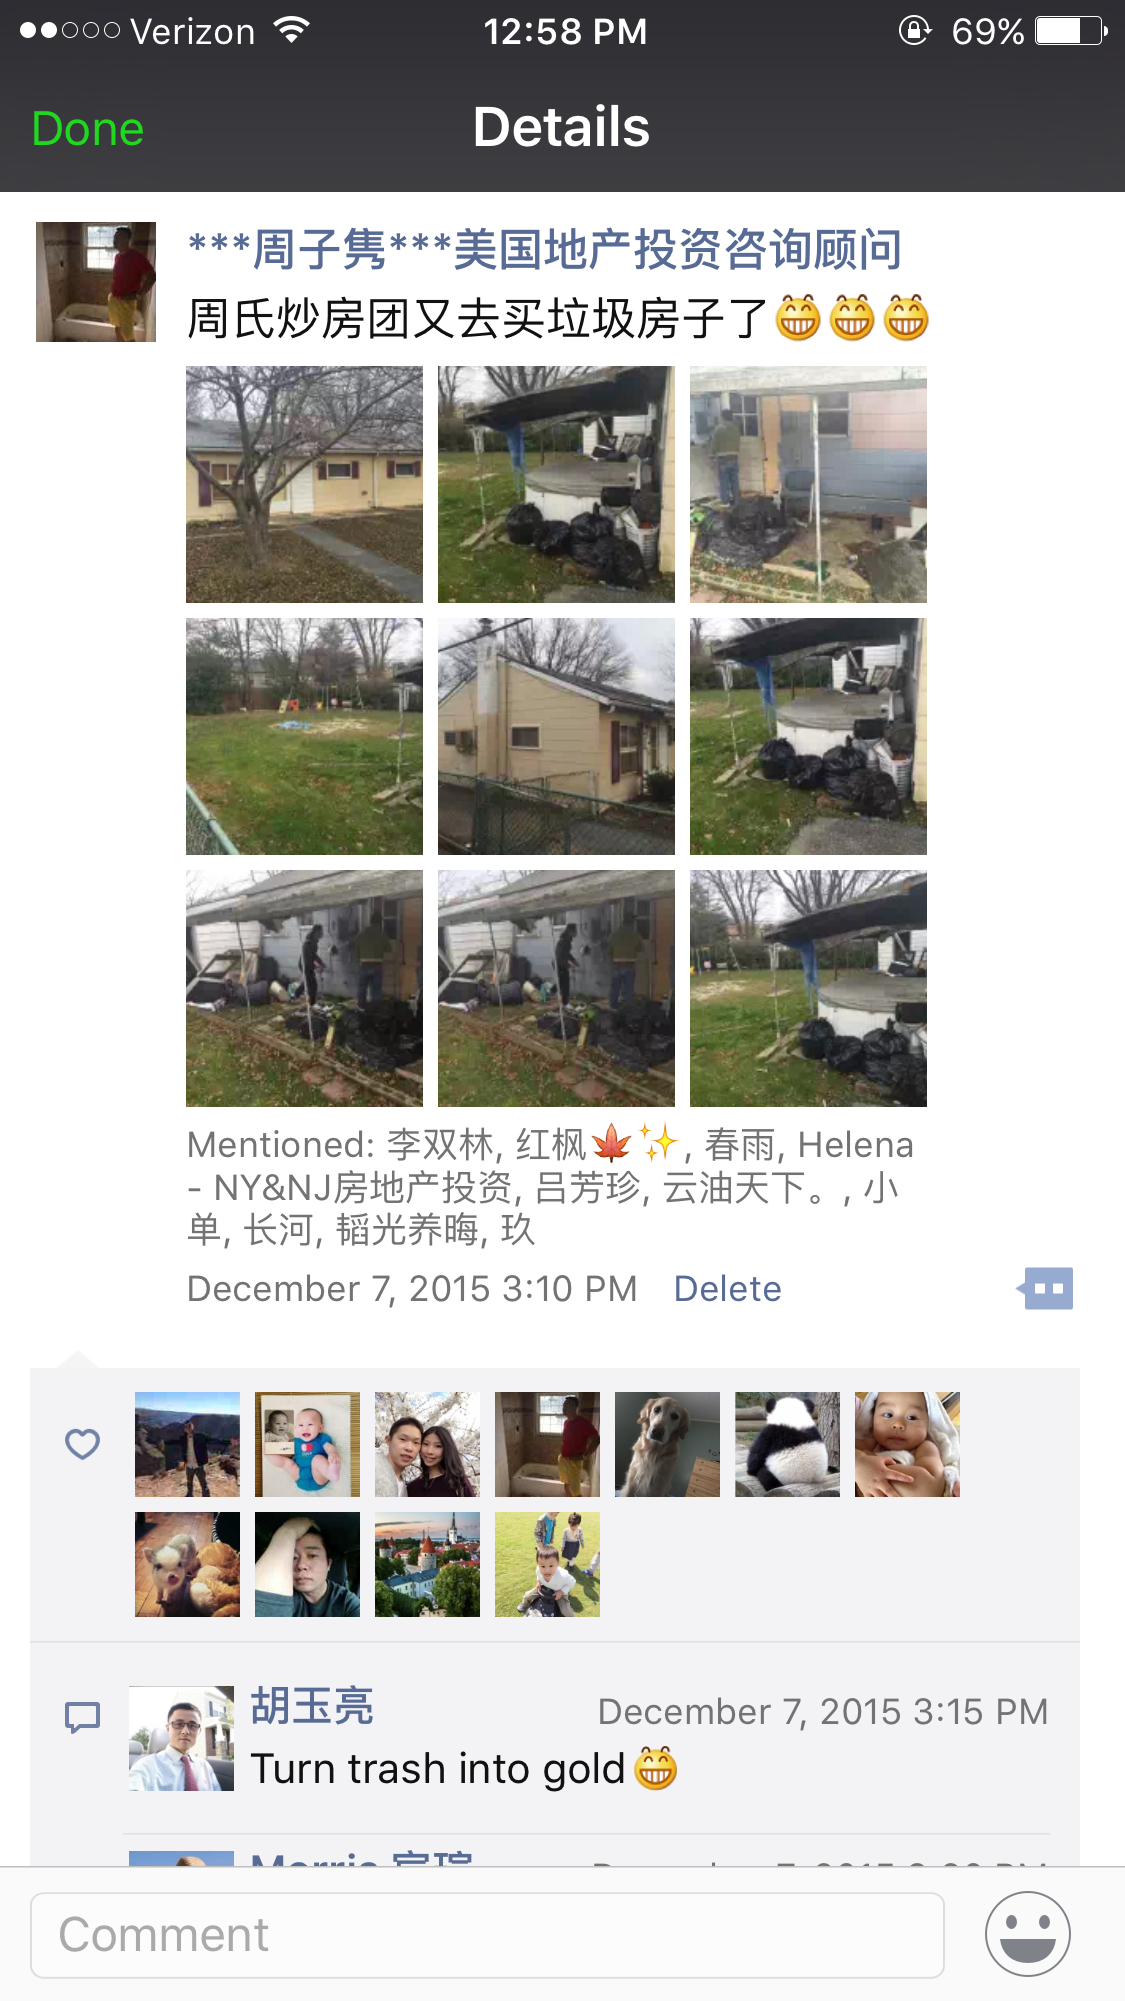 Verizon 12:58 PM 69%
Done Details
***周子隽***美国地产投资咨询顾问
周氏炒房团又去买垃圾房子了😁😁😁
Mentioned: 李双林, 红枫🍁✨, 春雨, Helena
- NY&NJ房地产投资, 吕芳珍, 云油天下。, 小
单, 长河, 韬光养晦, 玖
December 7, 2015 3:10 PM Delete
胡玉亮 December 7, 2015 3:15 PM
Turn trash into gold😁
Comment